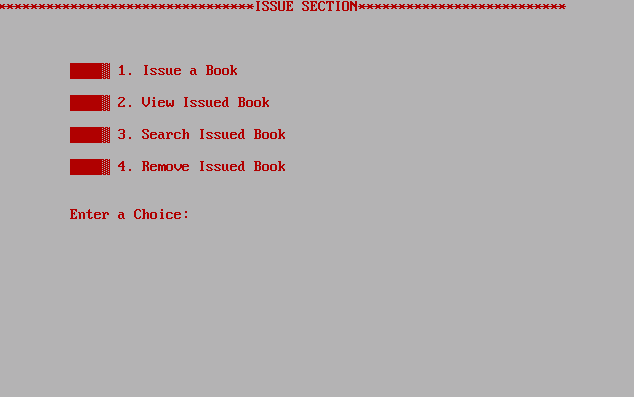 ********************************ISSUE SECTION**************************
████▓ 1. Issue a Book
████▓ 2. View Issued Book
████▓ 3. Search Issued Book
████▓ 4. Remove Issued Book
Enter a Choice: